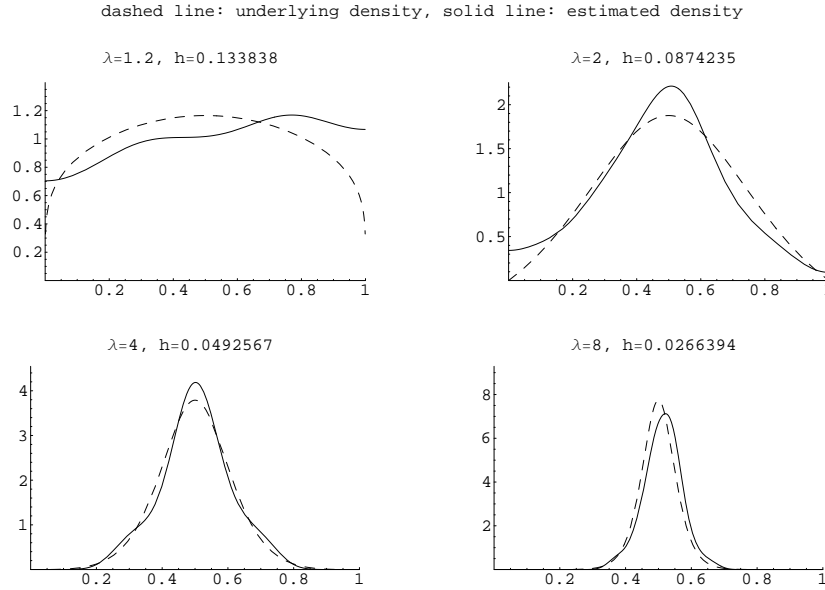 dashed line: underlying density, solid line: estimated density
λ=1.2, h=0.133838
1.2
1
0.8
0.6
0.4
0.2
0.2 0.4 0.6 0.8 1
λ=2, h=0.0874235
2
1.5
1
0.5
0.2 0.4 0.6 0.8 1
λ=4, h=0.0492567
4
3
2
1
0.2 0.4 0.6 0.8 1
λ=8, h=0.0266394
8
6
4
2
0.2 0.4 0.6 0.8 1